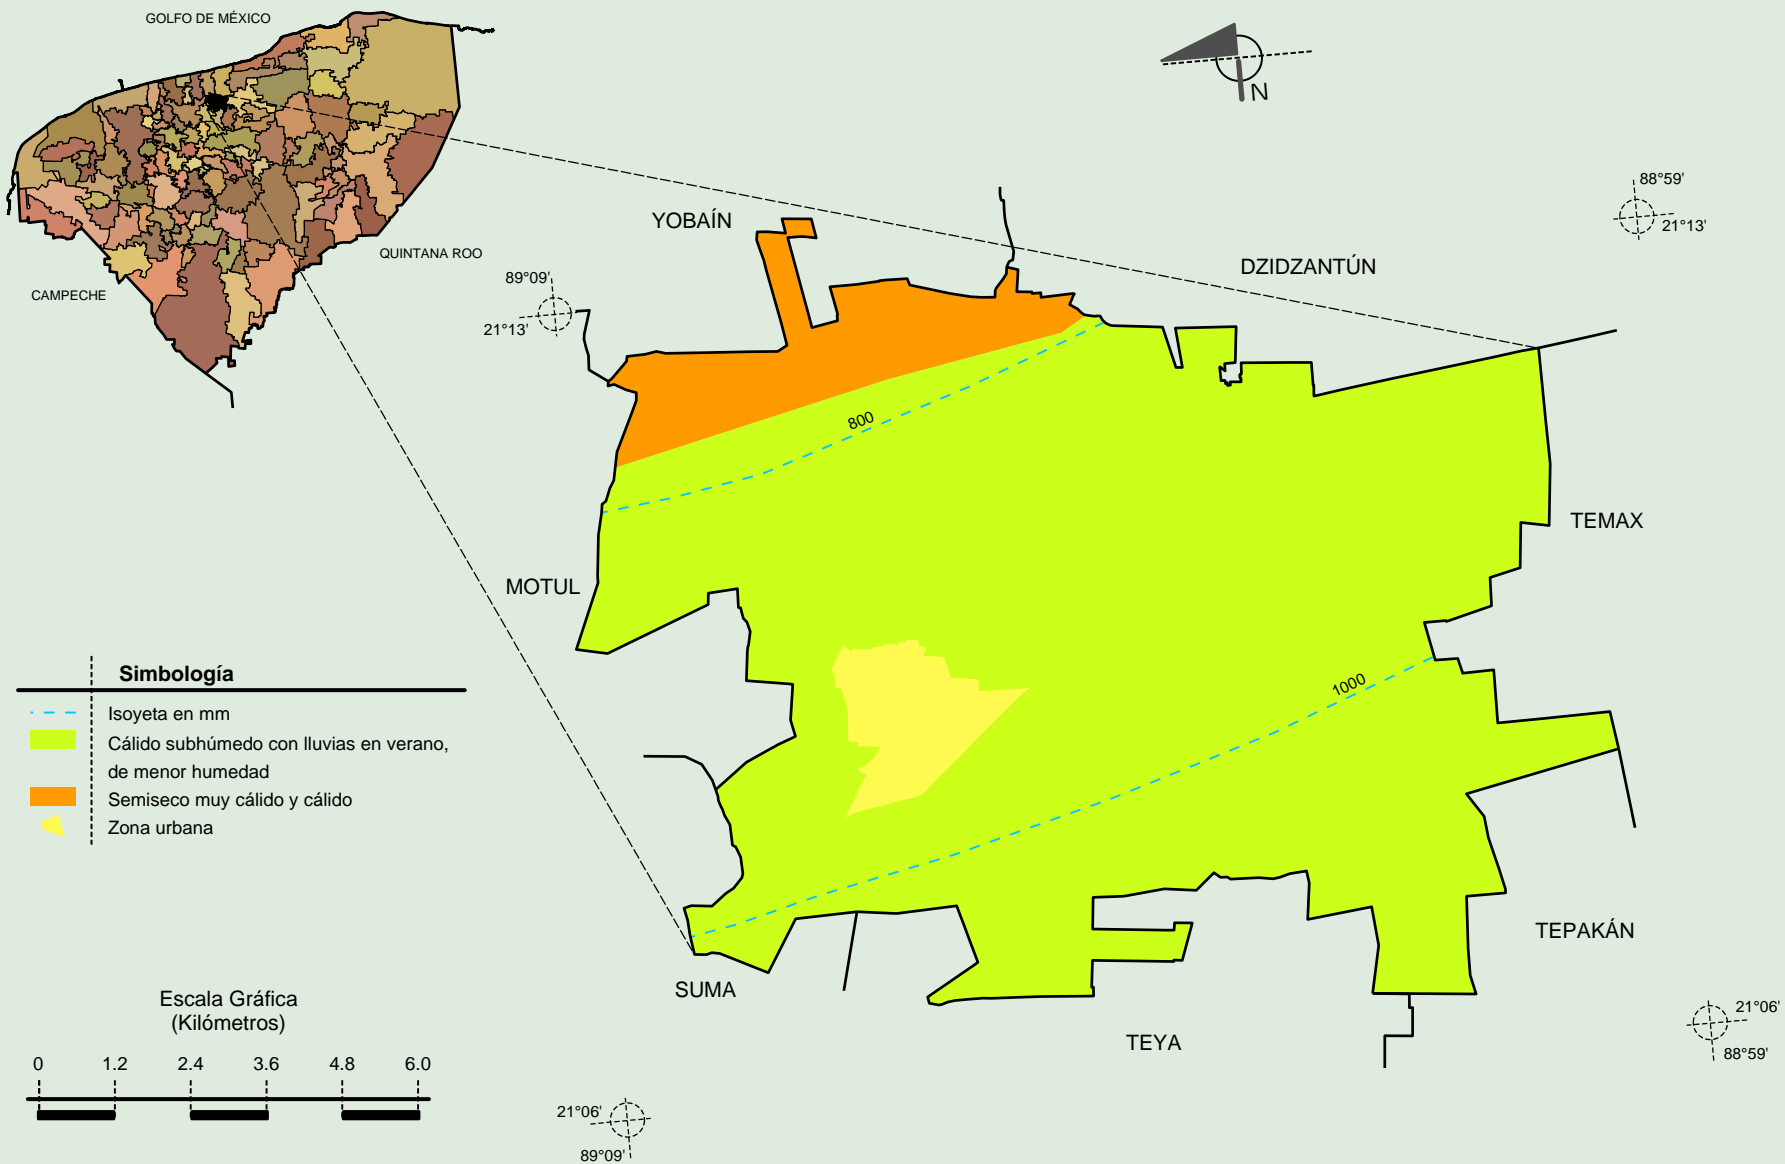 GOLFO DE MÉXICO
QUINTANA ROO
CAMPECHE
N
88°59'
21°13'
YOBAÍN
DZIDZANTÚN
89°09'
21°13'
800
TEMAX
MOTUL
1000
Simbología
Isoyeta en mm
Cálido subhúmedo con lluvias en verano,
de menor humedad
Semiseco muy cálido y cálido
Zona urbana
TEPAKÁN
SUMA
TEYA
21°06'
88°59'
Escala Gráfica
(Kilómetros)
0 1.2 2.4 3.6 4.8 6.0
21°06'
89°09'